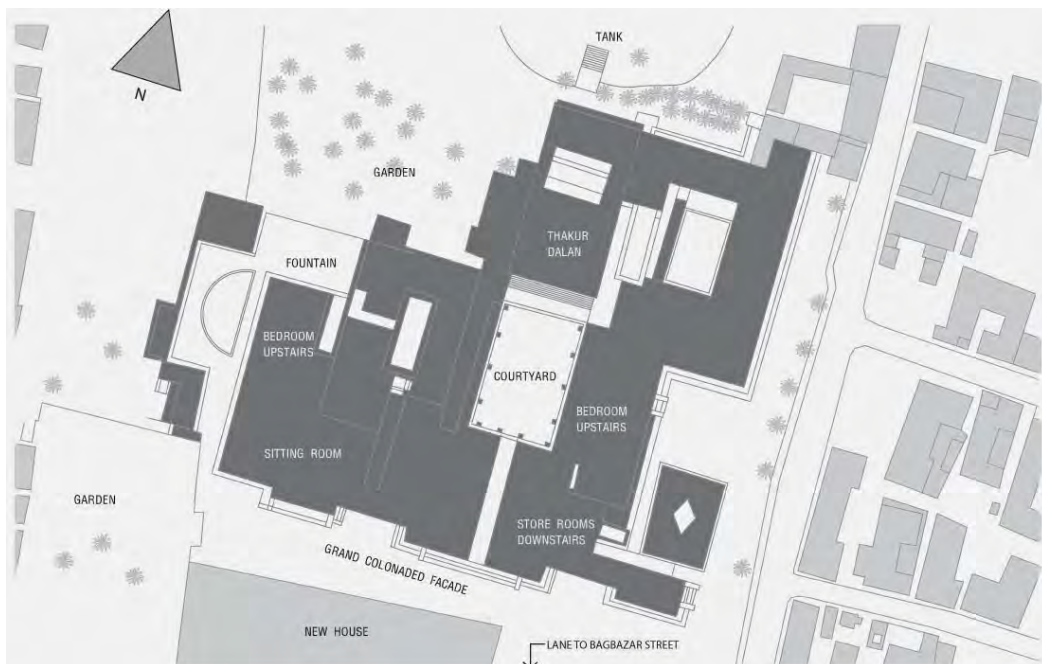 TANK
N
GARDEN
THAKUR
DALAN
FOUNTAIN
BEDROOM
UPSTAIRS
COURTYARD
BEDROOM
UPSTAIRS
SITTING ROOM
GARDEN
STORE ROOMS
DOWNSTAIRS
GRAND COLONADED FACADE
NEW HOUSE
LANE TO BAGBAZAR STREET